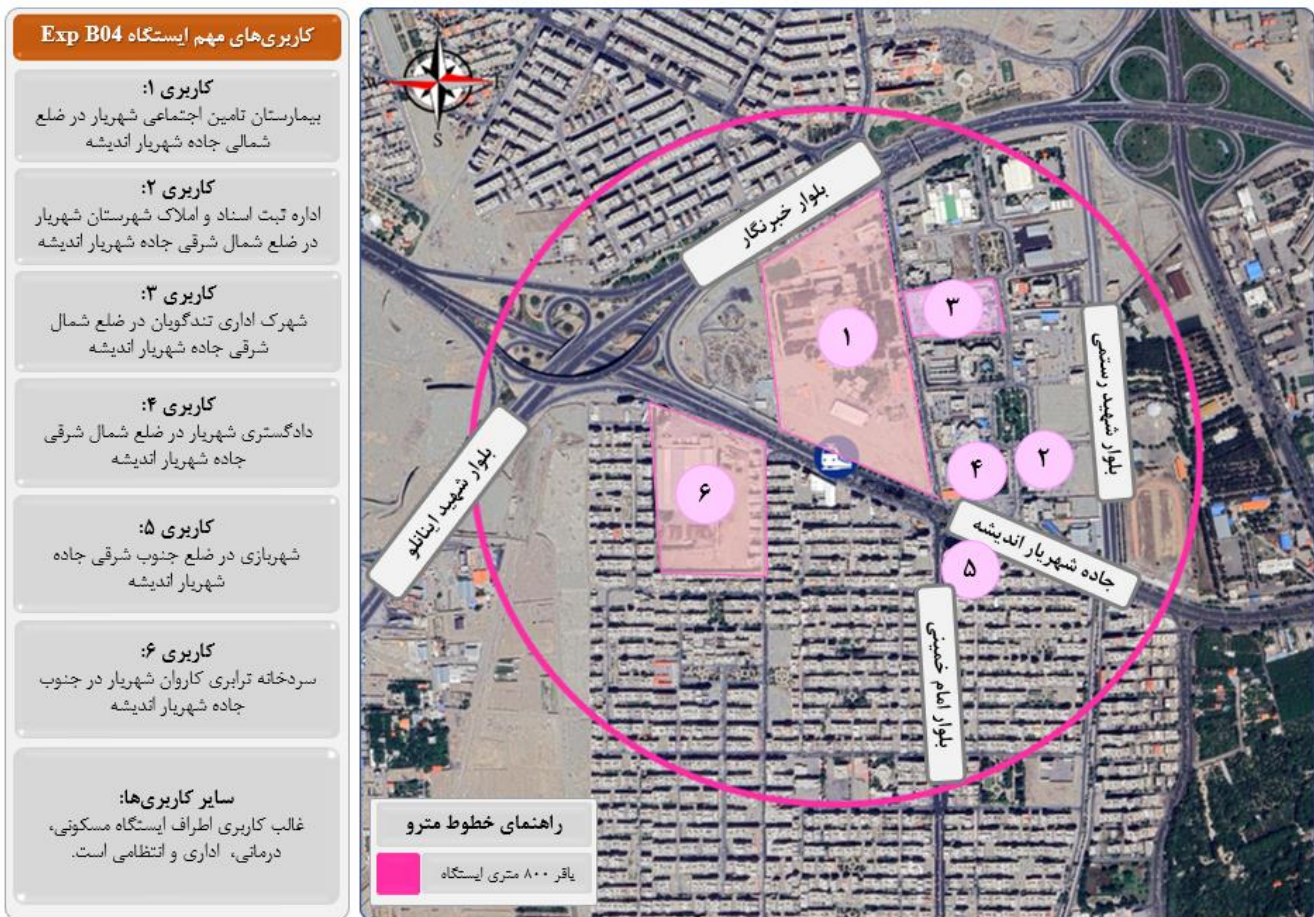 کاربری‌های مهم ایستگاه Exp B04
کاربری ۱:
بیمارستان تامین اجتماعی شهریار در ضلع
شمالی جاده شهریار اندیشه
کاربری ۲:
اداره ثبت اسناد و املاک شهرستان شهریار
در ضلع شمال شرقی جاده شهریار اندیشه
کاربری ۳:
شهرک اداری تندگویان در ضلع شمال
شرقی جاده شهریار اندیشه
کاربری ۴:
دادگستری شهریار در ضلع شمال شرقی
جاده شهریار اندیشه
کاربری ۵:
شهربازی در ضلع جنوب شرقی جاده
شهریار اندیشه
کاربری ۶:
سردخانه ترابری کاروان شهریار در جنوب
جاده شهریار اندیشه
سایر کاربری‌ها:
غالب کاربری اطراف ایستگاه مسکونی،
درمانی، اداری و انتظامی است.
S
بلوار خبرنگار
۳
۱
بلوار شهید رستمی
بلوار شهید اینانلو
۶
۴
۲
جاده شهریار اندیشه
۵
بلوار امام خمینی
راهنمای خطوط مترو
یافر ۸۰۰ متری ایستگاه